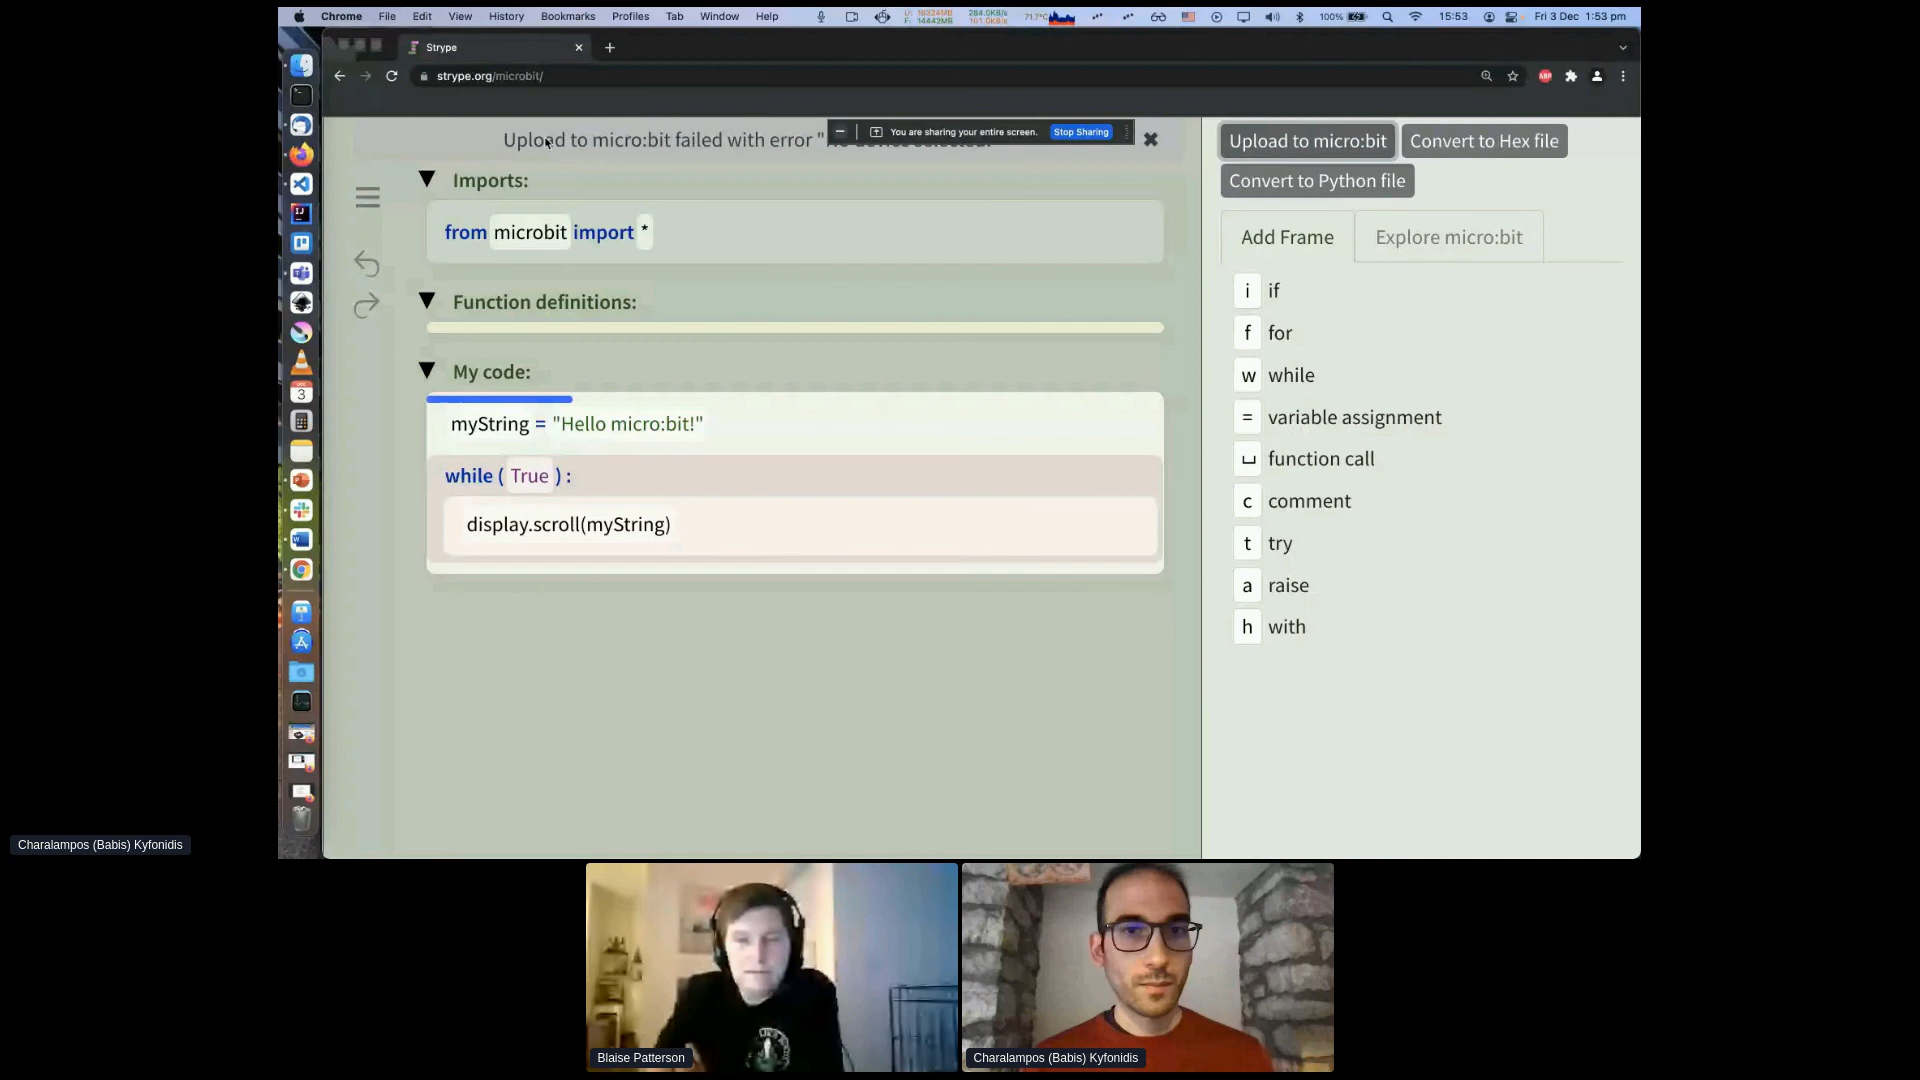 Chrome File Edit View History Bookmarks Profiles Tab Window Help 100% 15:53 Fri 3 Dec 1:53 pm
Strype
strype.org/microbit/
You are sharing your entire screen. Stop Sharing
Upload to micro:bit failed with error "
Upload to micro:bit Convert to Hex file
Convert to Python file
Imports:
from microbit import *
Function definitions:
My code:
myString = "Hello micro:bit!"
while ( True ) :
display.scroll(myString)
Add Frame Explore micro:bit
i if
f for
w while
= variable assignment
function call
c comment
t try
a raise
h with
Charalampos (Babis) Kyfonidis
Blaise Patterson
Charalampos (Babis) Kyfonidis